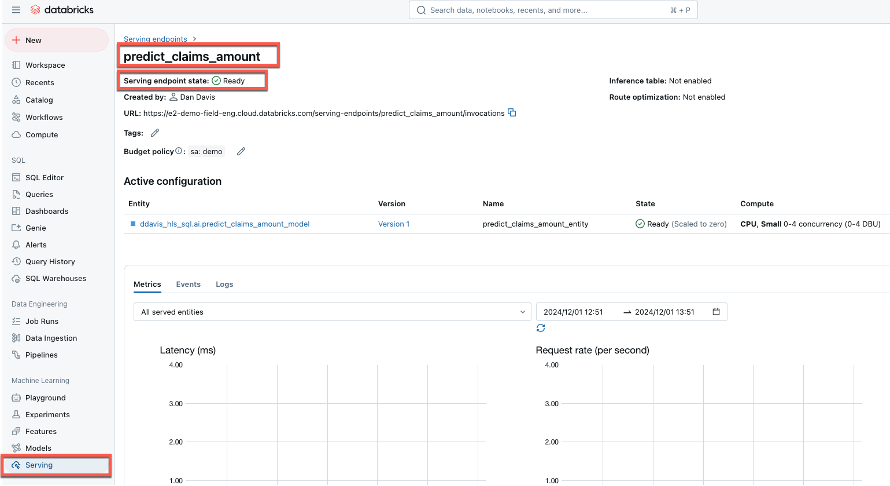 databricks
Search data, notebooks, recents, and more...
⌘ + P
New
Workspace
Recents
Catalog
Workflows
Compute
SQL
SQL Editor
Queries
Dashboards
Genie
Alerts
Query History
SQL Warehouses
Data Engineering
Job Runs
Data Ingestion
Pipelines
Machine Learning
Playground
Experiments
Features
Models
Serving
Serving endpoints >
predict_claims_amount
Serving endpoint state: Ready
Created by: Dan Davis
URL: https://e2-demo-field-eng.cloud.databricks.com/serving-endpoints/predict_claims_amount/invocations
Tags:
Budget policy : sa: demo
Inference table: Not enabled
Route optimization: Not enabled
Active configuration
Entity Version Name State Compute
ddavis_hls_sql.ai.predict_claims_amount_model Version 1 predict_claims_amount_entity Ready (Scaled to zero) CPU, Small 0-4 concurrency (0-4 DBU)
Metrics Events Logs
All served entities 2024/12/01 12:51 → 2024/12/01 13:51
Latency (ms)
4.00
3.00
2.00
1.00
Request rate (per second)
4.00
3.00
2.00
1.00